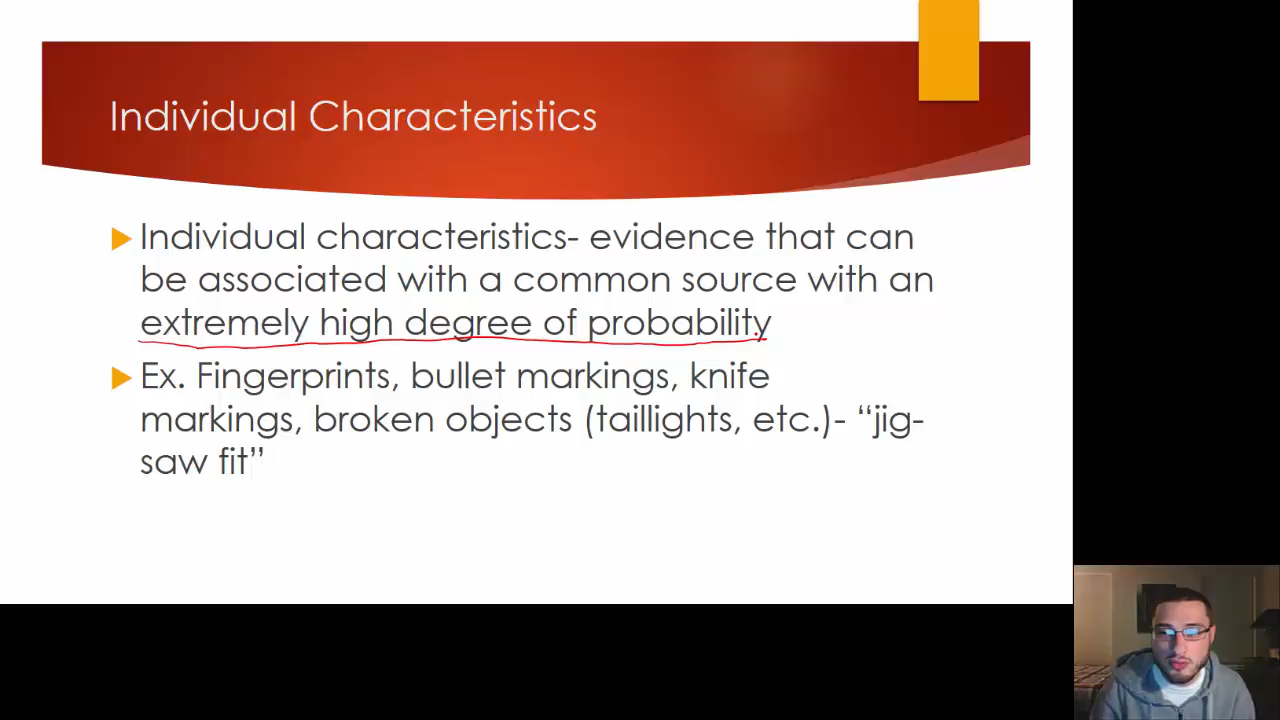 Individual Characteristics
Individual characteristics- evidence that can
be associated with a common source with an
extremely high degree of probability
Ex. Fingerprints, bullet markings, knife
markings, broken objects (taillights, etc.)- “jig-
saw fit”